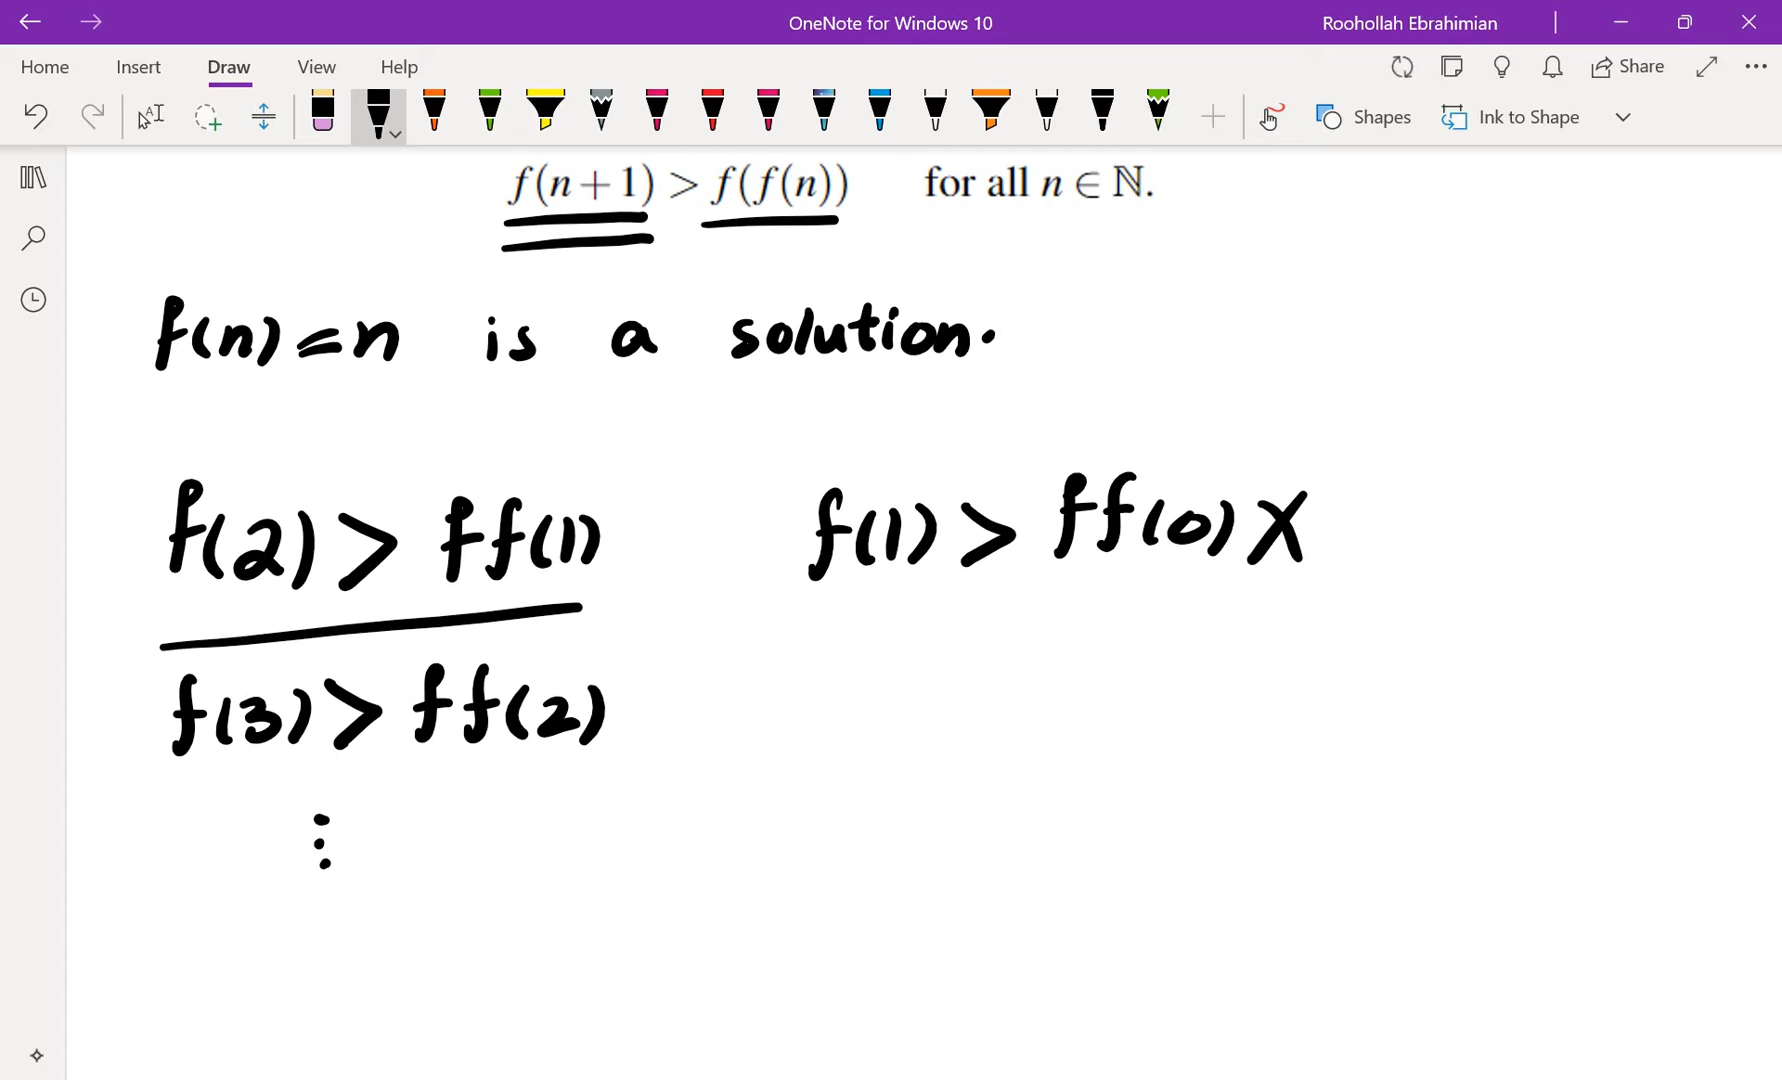 OneNote for Windows 10
Roohollah Ebrahimian
Home Insert Draw View Help
Share
Shapes
Ink to Shape
f(n+1) > f(f(n)) for all n ∈ ℕ.
f(n)=n is a solution.
f(2) > ff(1) f(1) > ff(0) X
f(3) > ff(2)
⋮